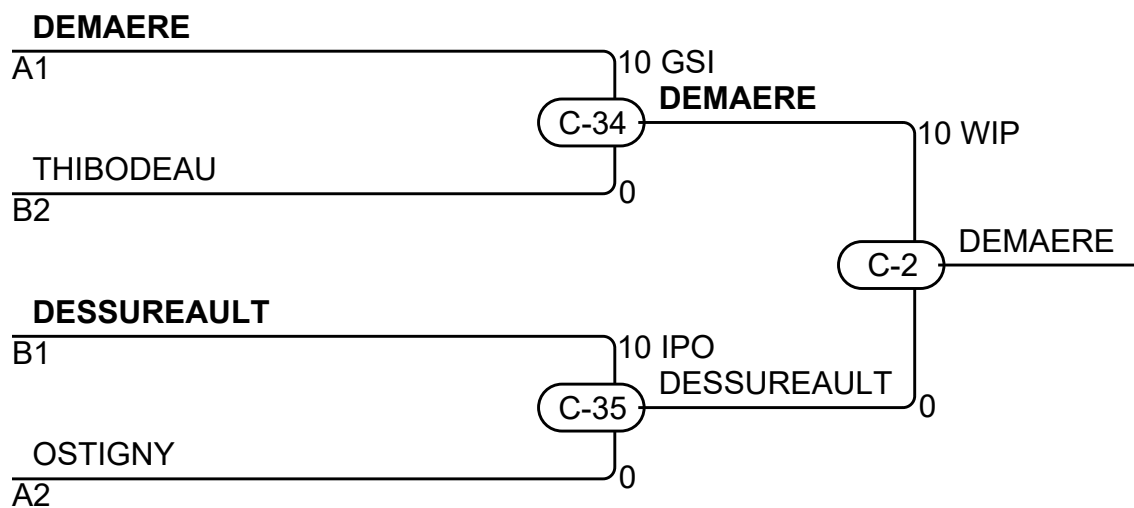 DEMAERE
A1
10 GSI
DEMAERE
C-34
10 WIP
THIBODEAU
B2
0
DEMAERE
C-2
DESSUREAULT
B1
10 IPO
DESSUREAULT
C-35
0
OSTIGNY
A2
0